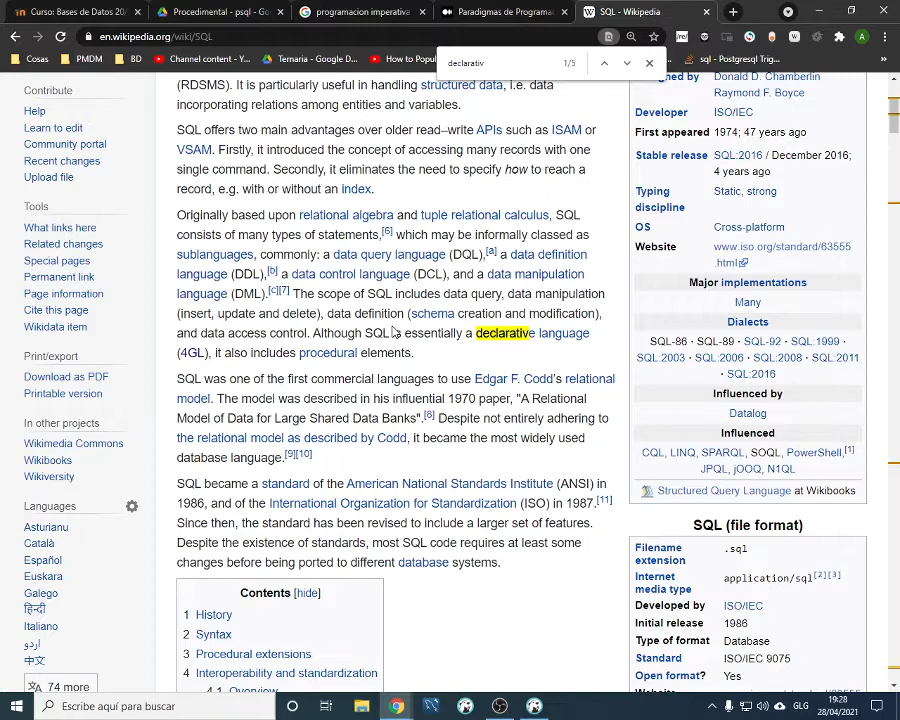 Curso: Bases de Datos 20
Procedimental - psql - Go
programacion imperativa
Paradigmas de Programac
SQL - Wikipedia
en.wikipedia.org/wiki/SQL
Cosas
PMDM
BD
Channel content - Y...
Ternaria - Google D...
How to Popul
sql - Postgresql Trig...
declarativ
1/5
Contribute
Help
Learn to edit
Community portal
Recent changes
Upload file
Tools
What links here
Related changes
Special pages
Permanent link
Page information
Cite this page
Wikidata item
Print/export
Download as PDF
Printable version
In other projects
Wikimedia Commons
Wikibooks
Wikiversity
Languages
Asturianu
Català
Español
Euskara
Galego
हिन्दी
Italiano
اردو
中文
74 more
(RDSMS). It is particularly useful in handling structured data, i.e. data
incorporating relations among entities and variables.
SQL offers two main advantages over older read–write APIs such as ISAM or
VSAM. Firstly, it introduced the concept of accessing many records with one
single command. Secondly, it eliminates the need to specify how to reach a
record, e.g. with or without an index.
Originally based upon relational algebra and tuple relational calculus, SQL
consists of many types of statements,[6] which may be informally classed as
sublanguages, commonly: a data query language (DQL),[a] a data definition
language (DDL),[b] a data control language (DCL), and a data manipulation
language (DML).[c][7] The scope of SQL includes data query, data manipulation
(insert, update and delete), data definition (schema creation and modification),
and data access control. Although SQL is essentially a declarative language
(4GL), it also includes procedural elements.
SQL was one of the first commercial languages to use Edgar F. Codd's relational
model. The model was described in his influential 1970 paper, "A Relational
Model of Data for Large Shared Data Banks".[8] Despite not entirely adhering to
the relational model as described by Codd, it became the most widely used
database language.[9][10]
SQL became a standard of the American National Standards Institute (ANSI) in
1986, and of the International Organization for Standardization (ISO) in 1987.[11]
Since then, the standard has been revised to include a larger set of features.
Despite the existence of standards, most SQL code requires at least some
changes before being ported to different database systems.
Contents [hide]
1 History
2 Syntax
3 Procedural extensions
4 Interoperability and standardization
4.1 Overview
Designed by Donald D. Chamberlin
Raymond F. Boyce
Developer ISO/IEC
First appeared 1974; 47 years ago
Stable release SQL:2016 / December 2016;
4 years ago
Typing Static, strong
discipline
OS Cross-platform
Website www.iso.org/standard/63555
.html
Major implementations
Many
Dialects
SQL-86 · SQL-89 · SQL-92 · SQL:1999 ·
SQL:2003 · SQL:2006 · SQL:2008 · SQL:2011
· SQL:2016
Influenced by
Datalog
Influenced
CQL, LINQ, SPARQL, SOQL, PowerShell,[1]
JPQL, jOOQ, N1QL
Structured Query Language at Wikibooks
SQL (file format)
Filename .sql
extension
Internet application/sql[2][3]
media type
Developed by ISO/IEC
Initial release 1986
Type of format Database
Standard ISO/IEC 9075
Open format? Yes
Escribe aquí para buscar
GLG
19:28
28/04/2021